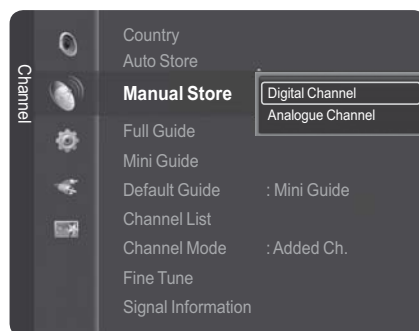 Channel
Country
Auto Store
Manual Store
Digital Channel
Analogue Channel
Full Guide
Mini Guide
Default Guide : Mini Guide
Channel List
Channel Mode : Added Ch.
Fine Tune
Signal Information